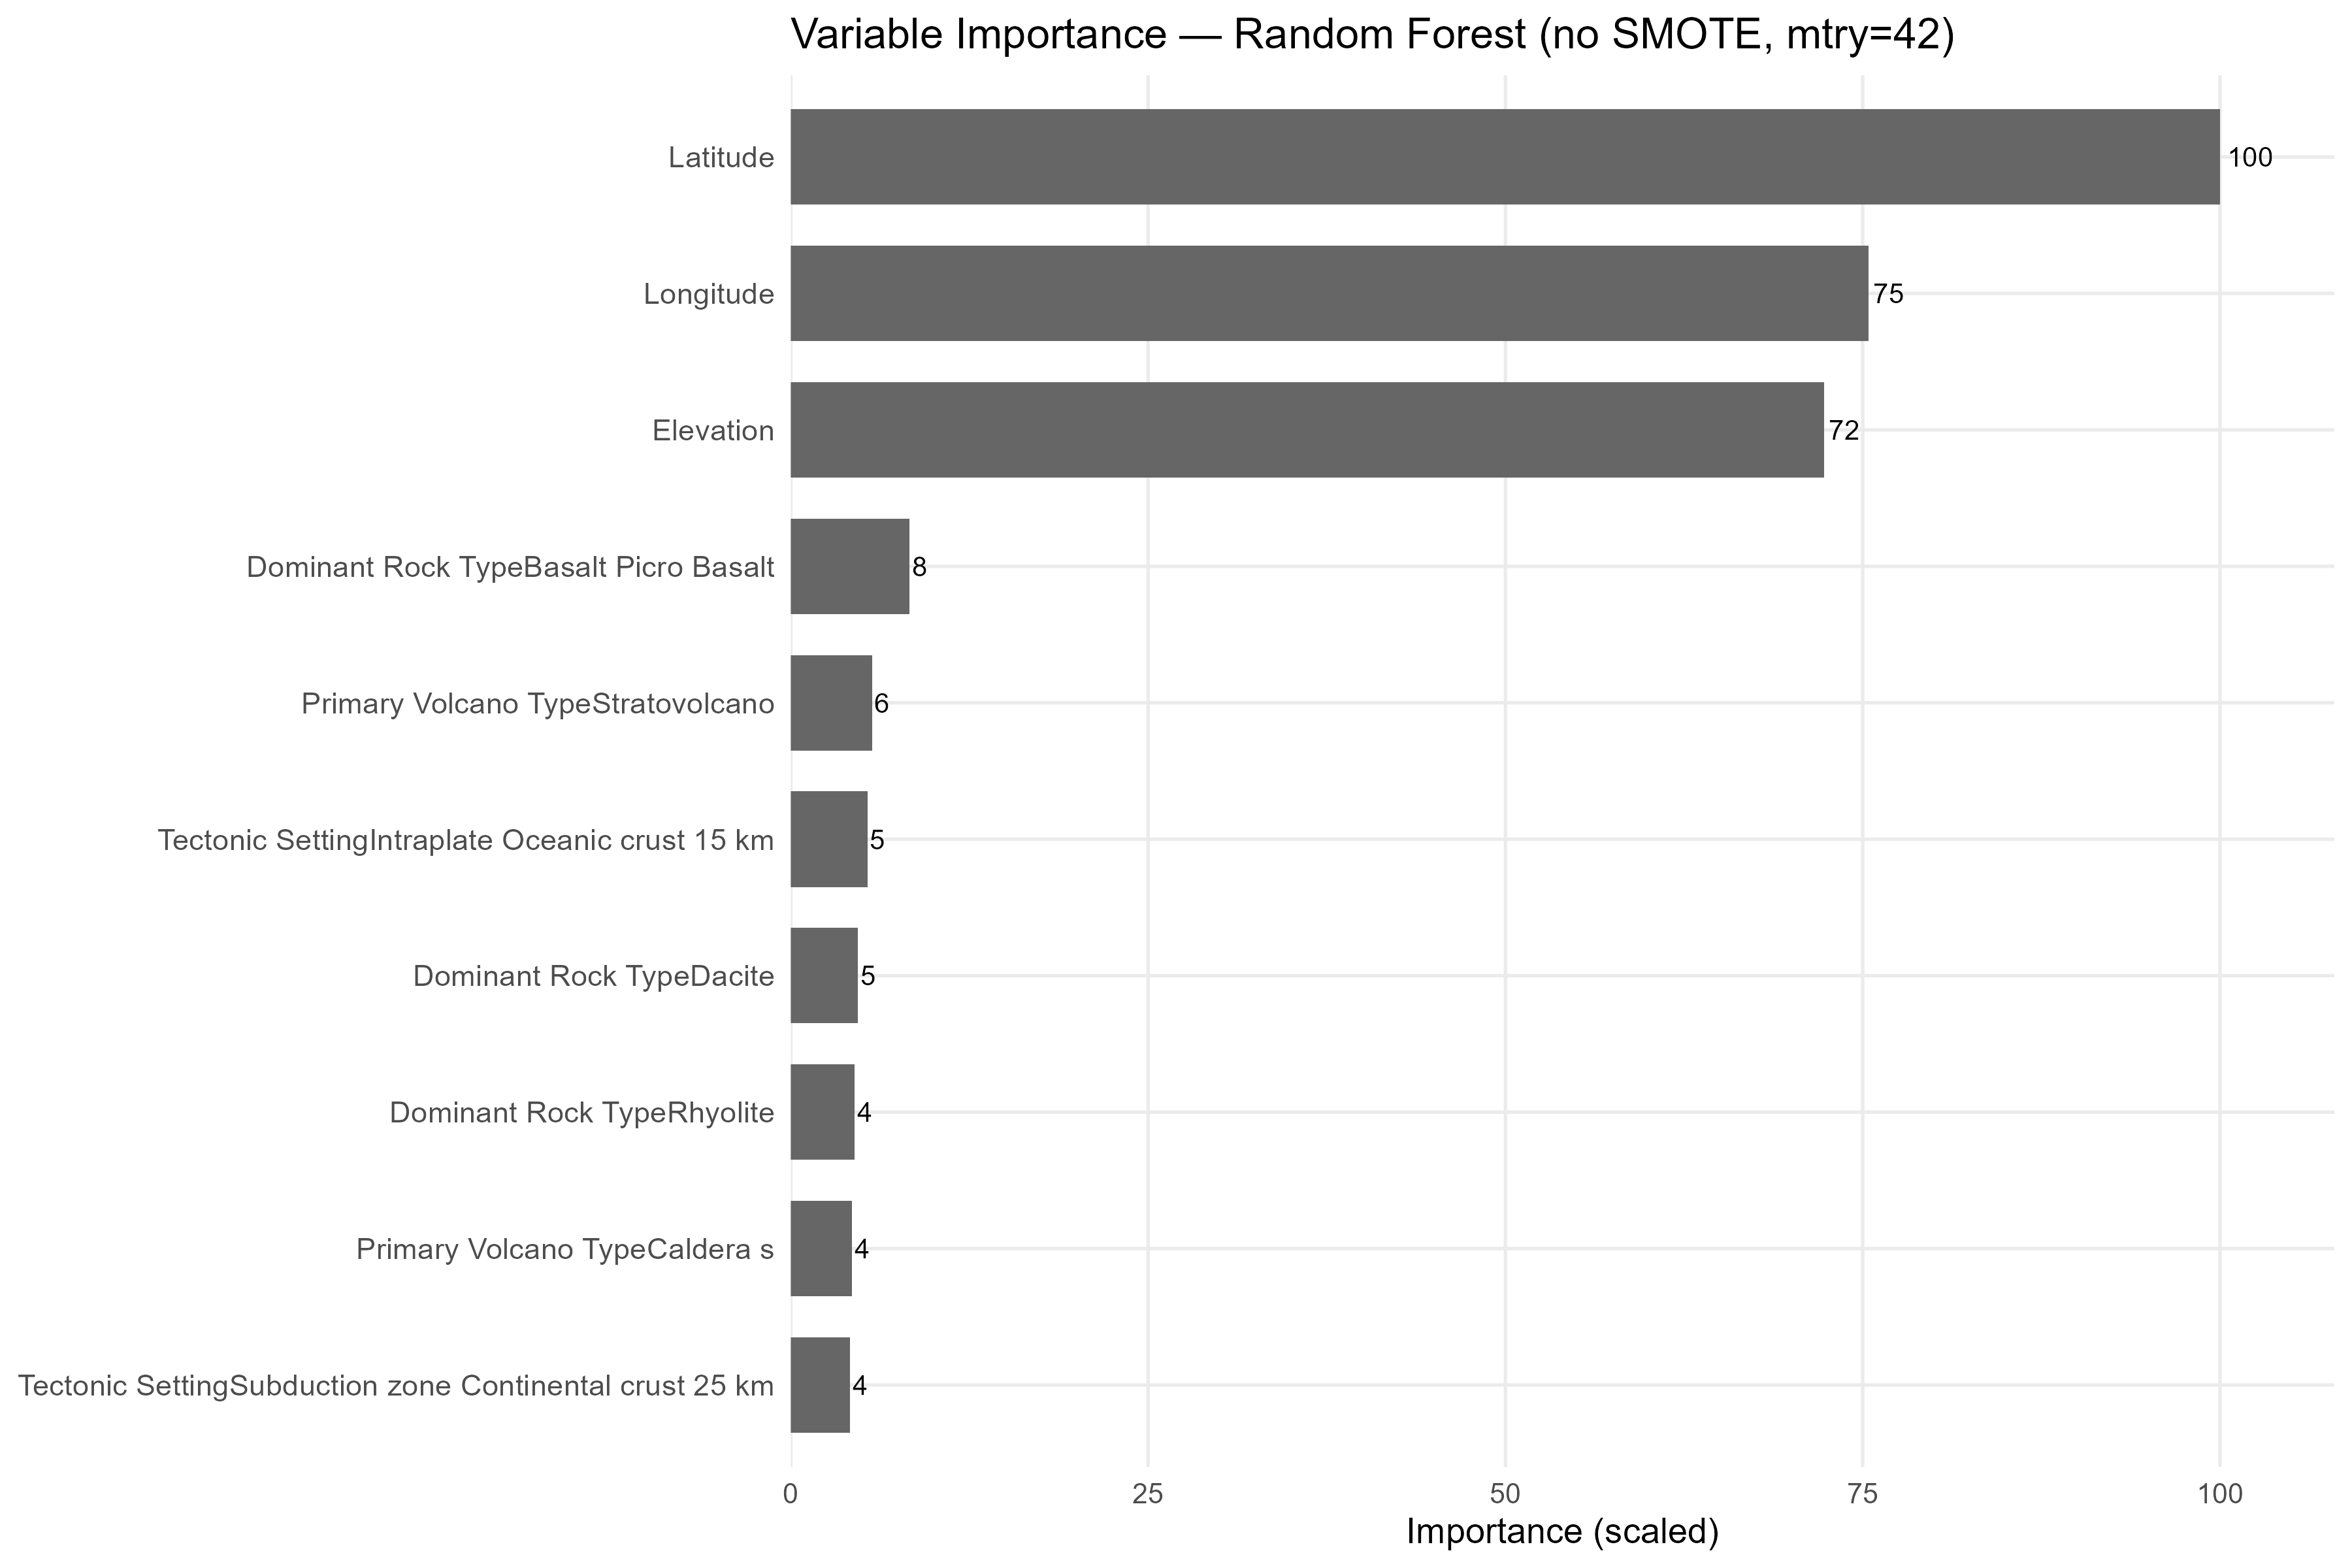 Variable Importance — Random Forest (no SMOTE, mtry=42)
Latitude 100
Longitude 75
Elevation 72
Dominant Rock TypeBasalt Picro Basalt 8
Primary Volcano TypeStratovolcano 6
Tectonic SettingIntraplate Oceanic crust 15 km 5
Dominant Rock TypeDacite 5
Dominant Rock TypeRhyolite 4
Primary Volcano TypeCaldera s 4
Tectonic SettingSubduction zone Continental crust 25 km 4
0 25 50 75 100
Importance (scaled)